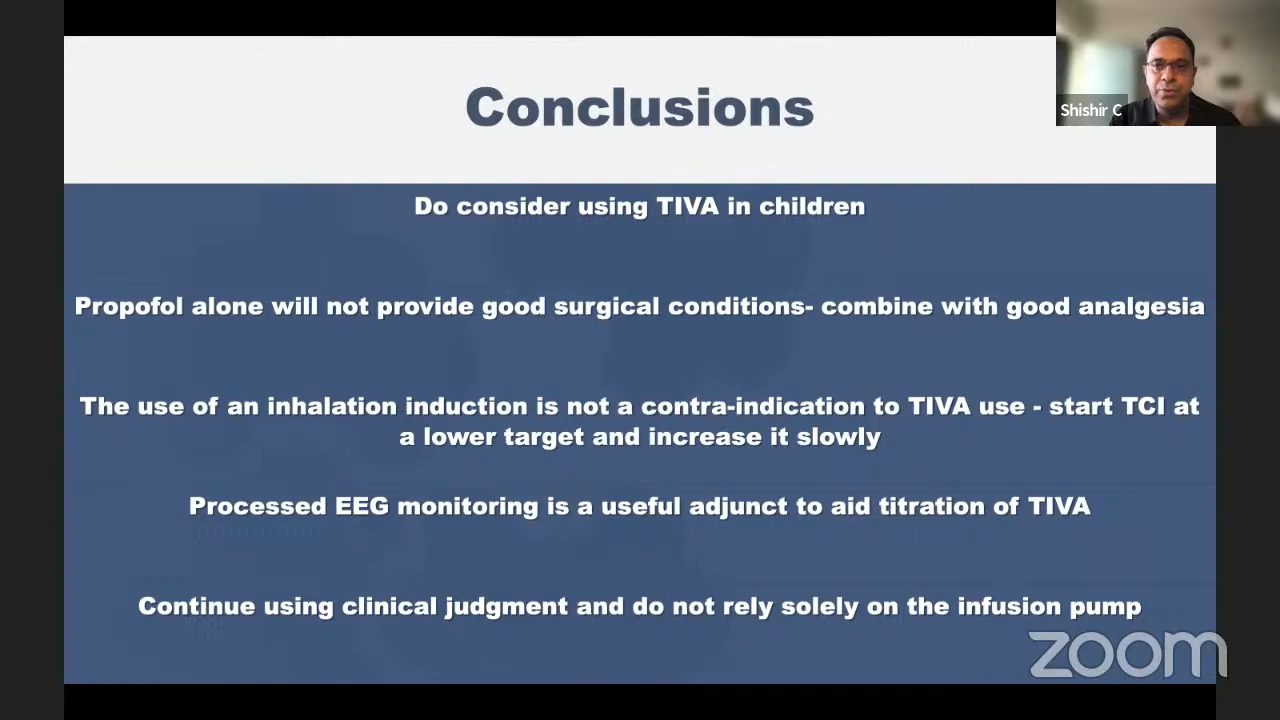 Conclusions
Shishir C
Do consider using TIVA in children
Propofol alone will not provide good surgical conditions- combine with good analgesia
The use of an inhalation induction is not a contra-indication to TIVA use - start TCI at
a lower target and increase it slowly
Processed EEG monitoring is a useful adjunct to aid titration of TIVA
Continue using clinical judgment and do not rely solely on the infusion pump
zoom